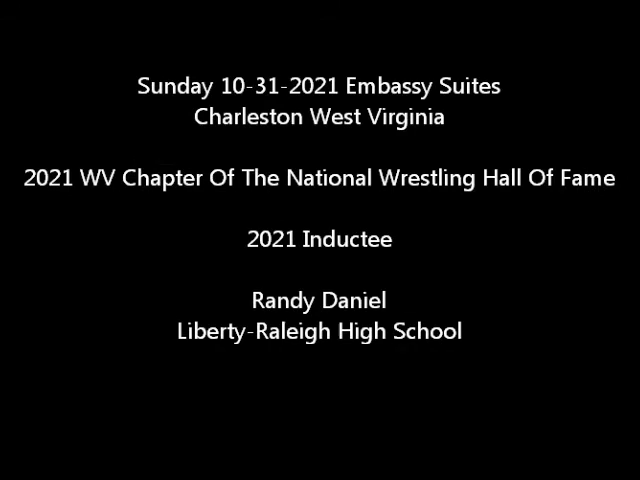 Sunday 10-31-2021 Embassy Suites
Charleston West Virginia
2021 WV Chapter Of The National Wrestling Hall Of Fame
2021 Inductee
Randy Daniel
Liberty-Raleigh High School